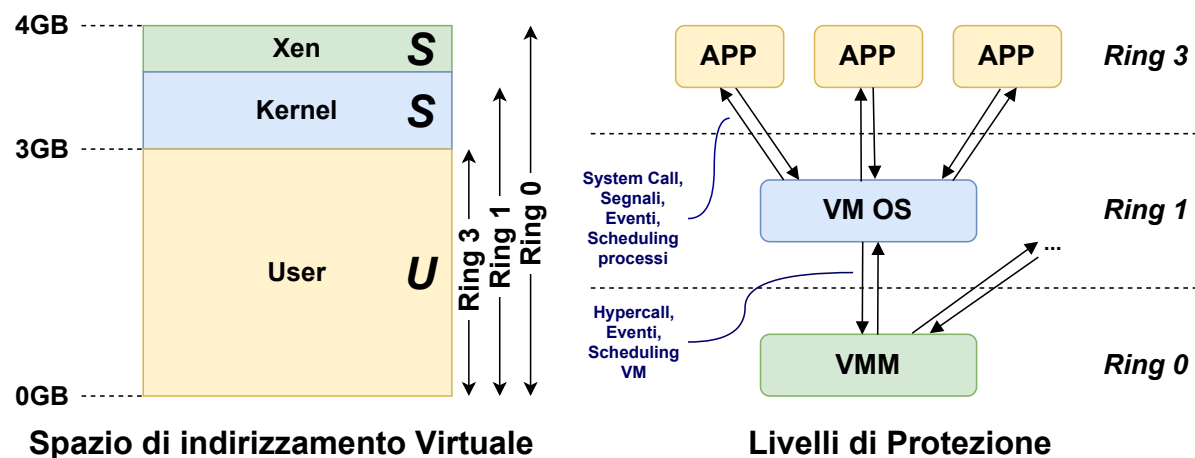 4GB
Xen
S
Kernel
S
3GB
User
U
0GB
Ring 3
Ring 1
Ring 0
Spazio di indirizzamento Virtuale
APP
APP
APP
Ring 3
System Call,
Segnali,
Eventi,
Scheduling
processi
VM OS
Ring 1
...
Hypercall,
Eventi,
Scheduling
VM
VMM
Ring 0
Livelli di Protezione